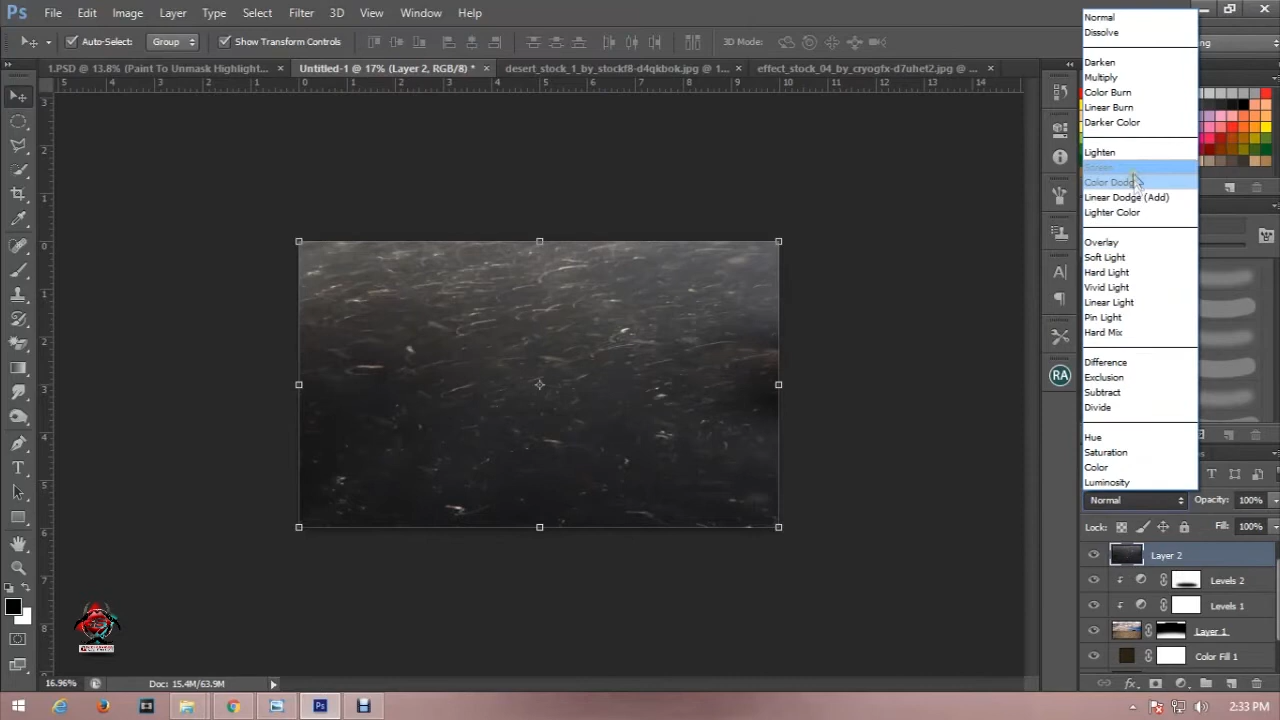 Ps File Edit Image Layer Type Select Filter 3D View Window Help
Auto-Select: Group Show Transform Controls 3D Mode:
1.PSD @ 13.8% (Paint To Unmask Highlight... × Untitled-1 @ 17% (Layer 2, RGB/8) * × desert_stock_1_by_stockf8-d4qkbok.jpg @ 1... × effect_stock_04_by_cryogfx-d7uhet2.jpg @ ... ×
Normal
Dissolve
Darken
Multiply
Color Burn
Linear Burn
Darker Color
Lighten
Screen
Color Dodge
Linear Dodge (Add)
Lighter Color
Overlay
Soft Light
Hard Light
Vivid Light
Linear Light
Pin Light
Hard Mix
Difference
Exclusion
Subtract
Divide
Hue
Saturation
Color
Luminosity
Normal Opacity: 100%
Lock: Fill: 100%
Layer 2
Levels 2
Levels 1
Layer 1
Color Fill 1
16.96% Doc: 15.4M/63.9M
2:33 PM